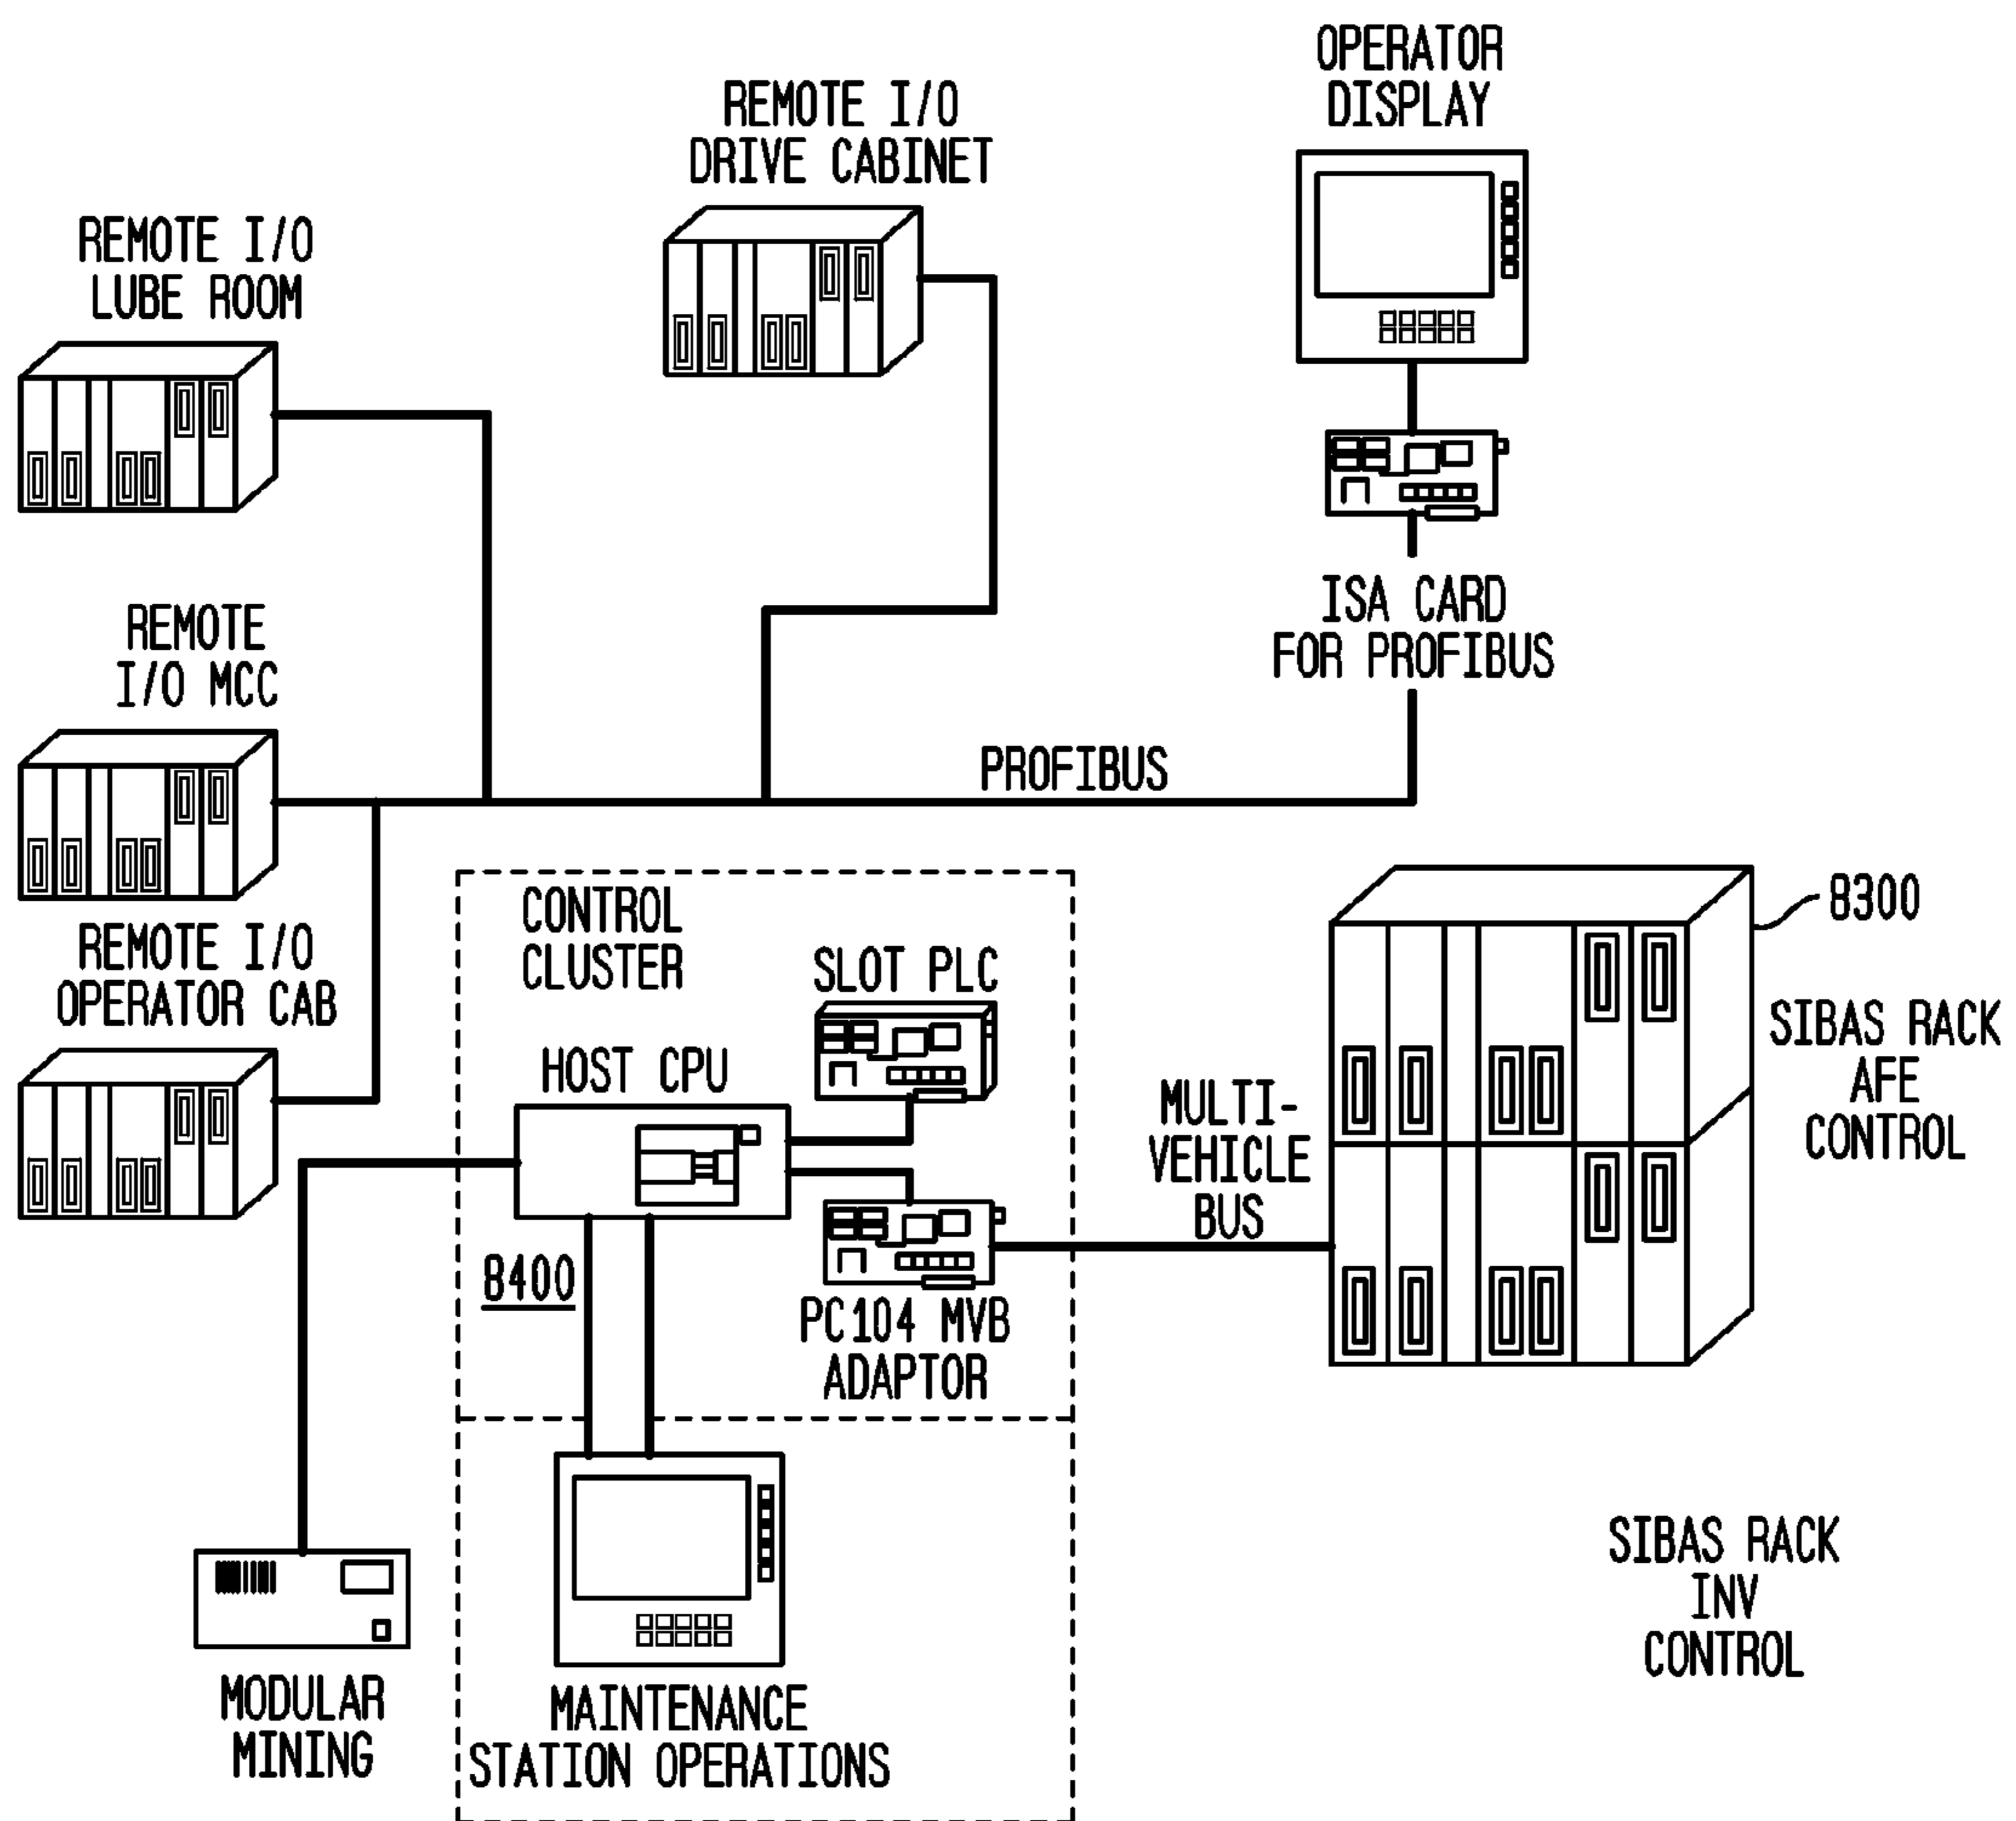 OPERATOR
DISPLAY
REMOTE I/O
DRIVE CABINET
REMOTE I/O
LUBE ROOM
ISA CARD
FOR PROFIBUS
REMOTE
I/O MCC
PROFIBUS
8300
CONTROL
CLUSTER
REMOTE I/O
OPERATOR CAB
SLOT PLC
SIBAS RACK
AFE
CONTROL
HOST CPU
MULTI-
VEHICLE
BUS
8400
PC104 MVB
ADAPTOR
SIBAS RACK
INV
CONTROL
MODULAR
MINING
MAINTENANCE
STATION OPERATIONS